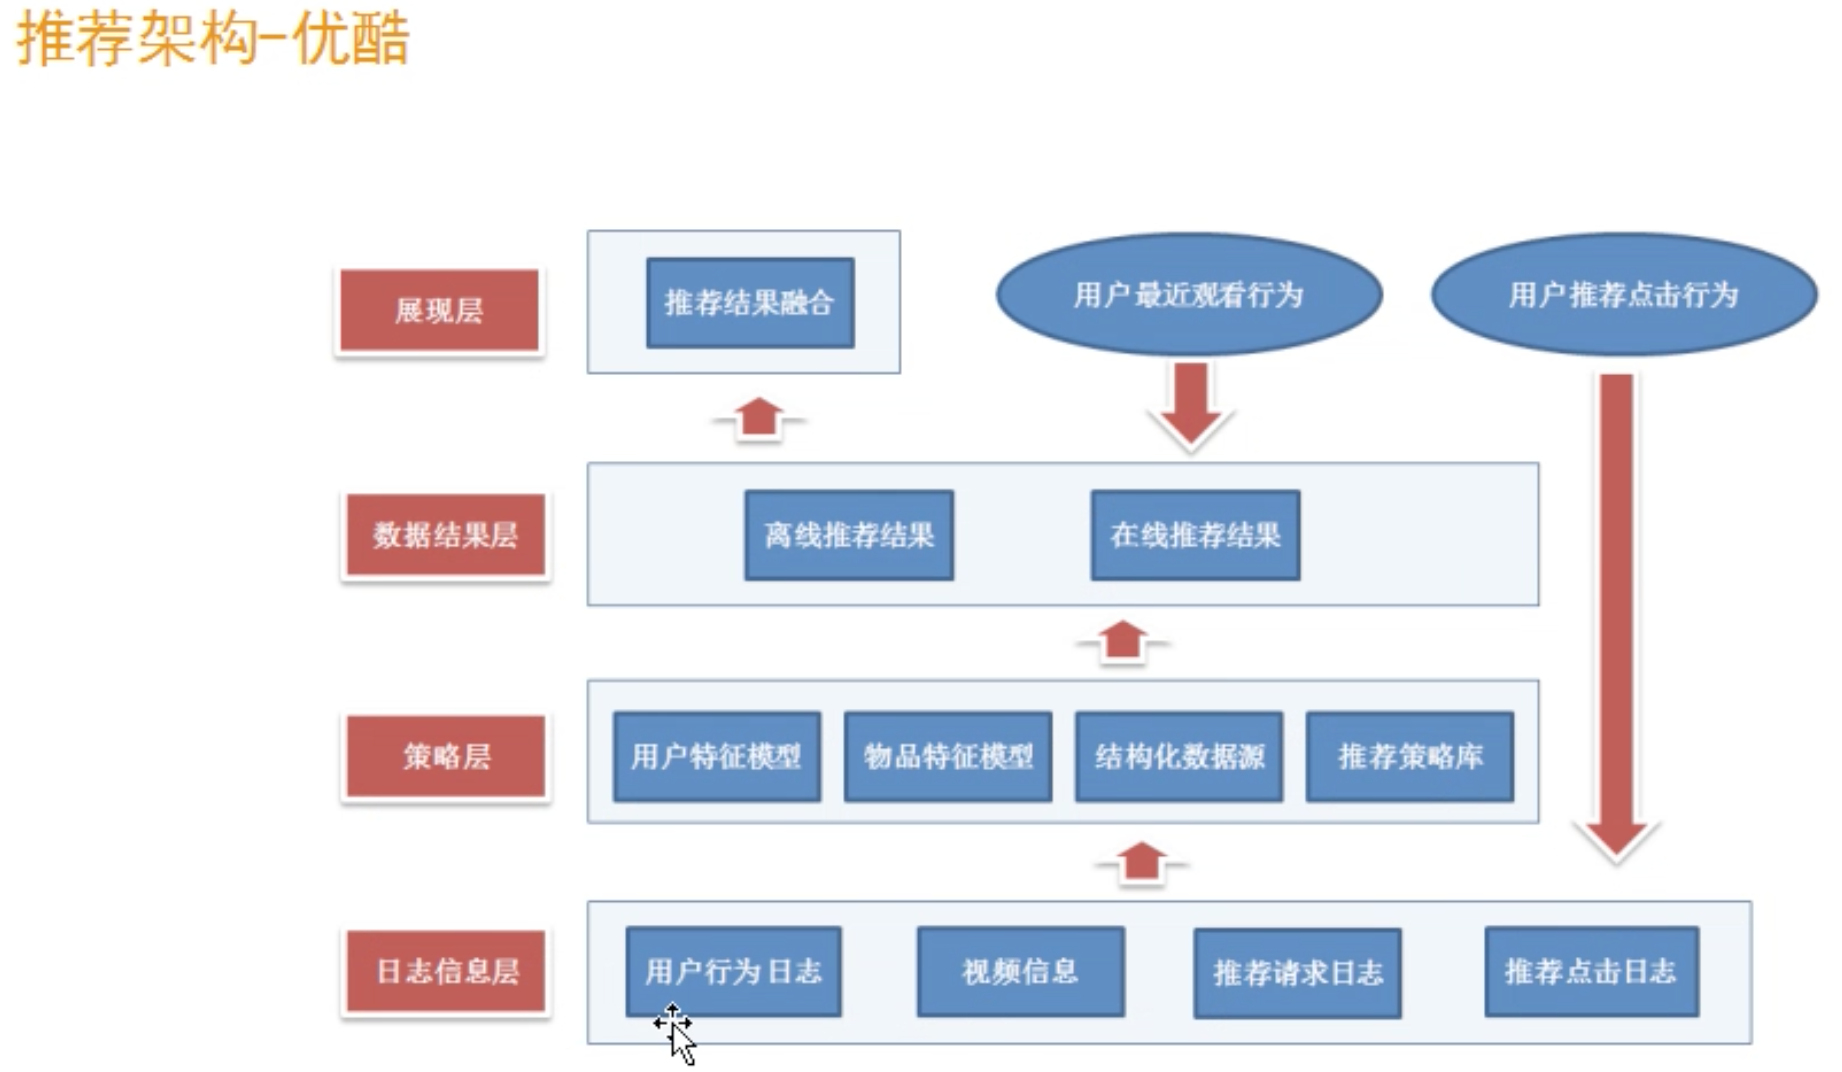 推荐架构-优酷
展现层
推荐结果融合
用户最近观看行为
用户推荐点击行为
数据结果层
离线推荐结果
在线推荐结果
策略层
用户特征模型
物品特征模型
结构化数据源
推荐策略库
日志信息层
用户行为日志
视频信息
推荐请求日志
推荐点击日志